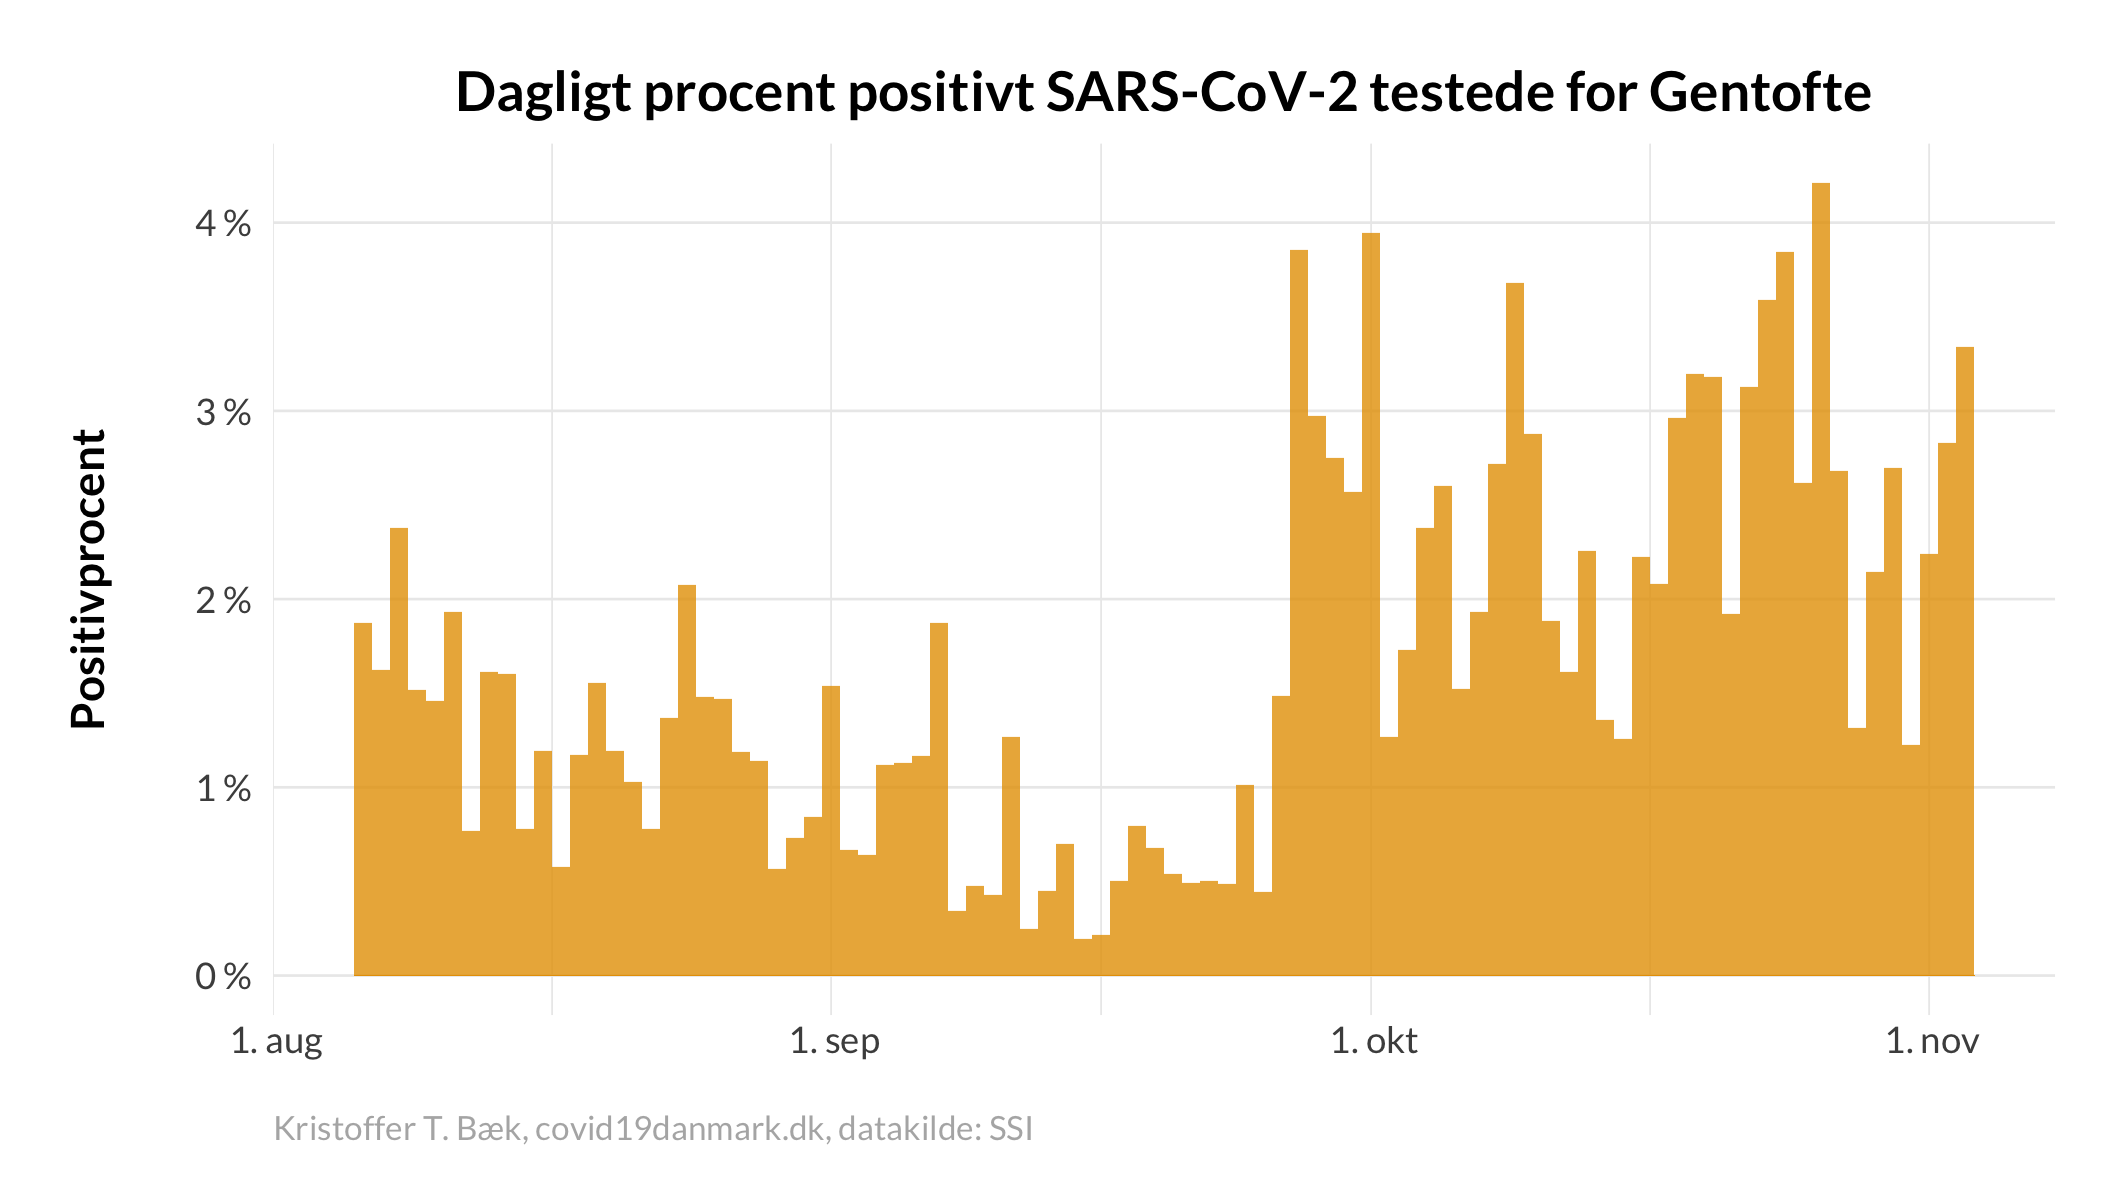 Dagligt procent positivt SARS-CoV-2 testede for Gentofte
Positivprocent
4 %
3 %
2 %
1 %
0 %
1. aug
1. sep
1. okt
1. nov
Kristoffer T. Bæk, covid19danmark.dk, datakilde: SSI